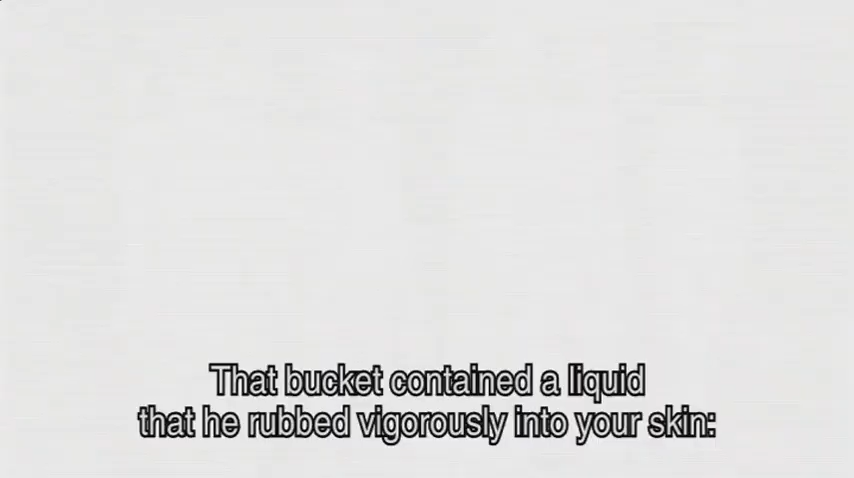 That bucket contained a liquid
that he rubbed vigorously into your skin: